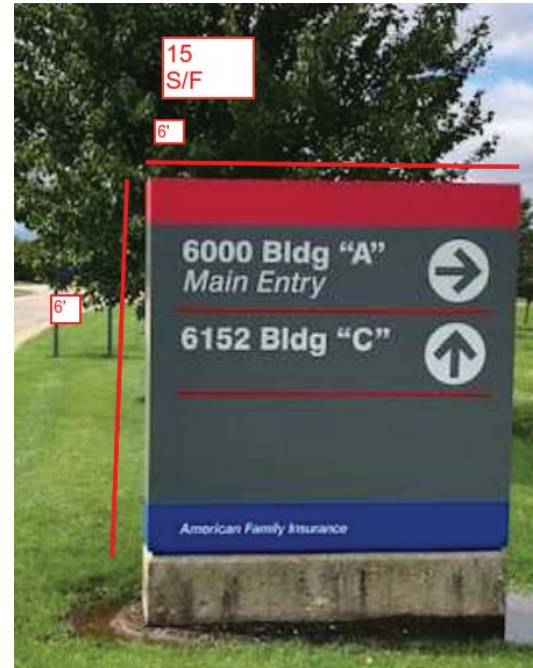 15
S/F
6'
6'
6000 Bldg “A”
Main Entry
6152 Bldg “C”
American Family Insurance